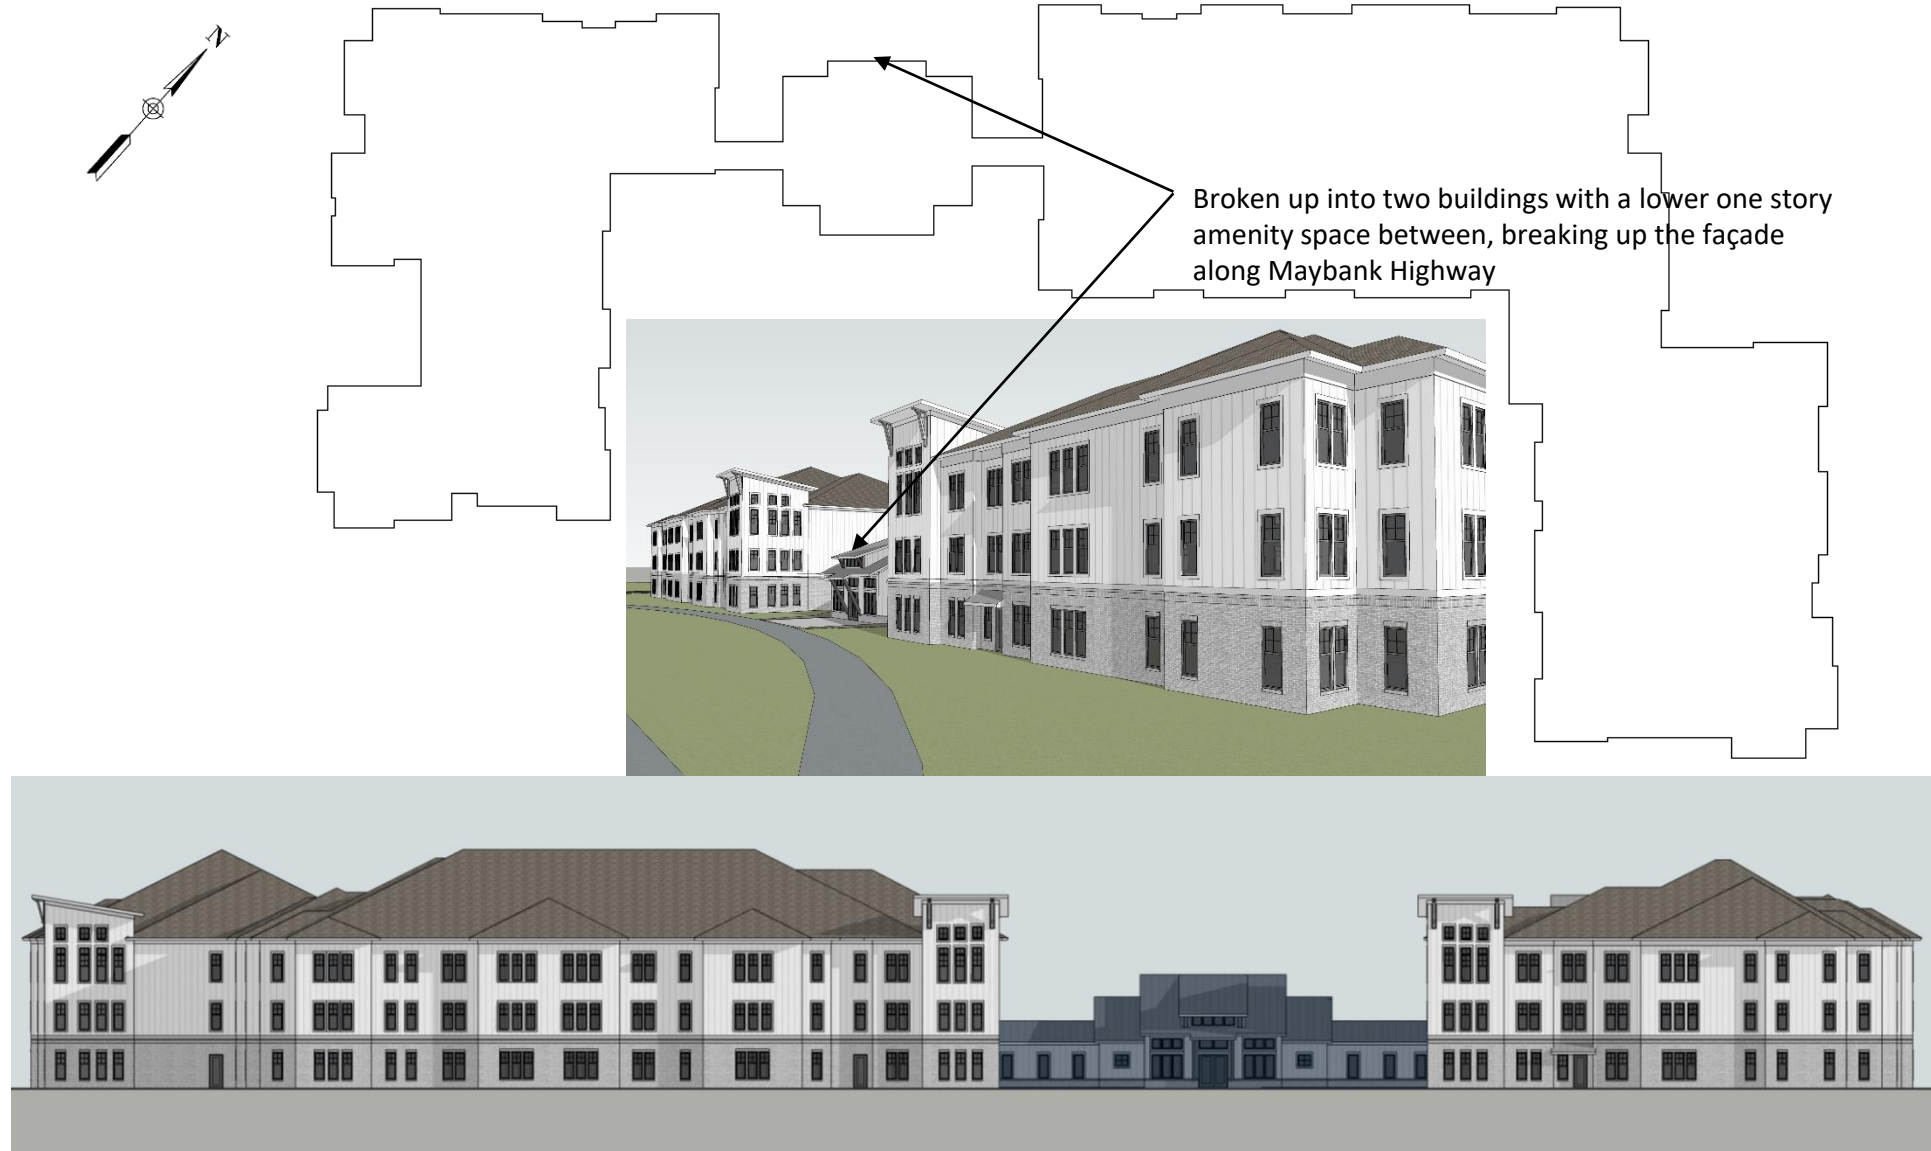 N
Broken up into two buildings with a lower one story
amenity space between, breaking up the façade
along Maybank Highway